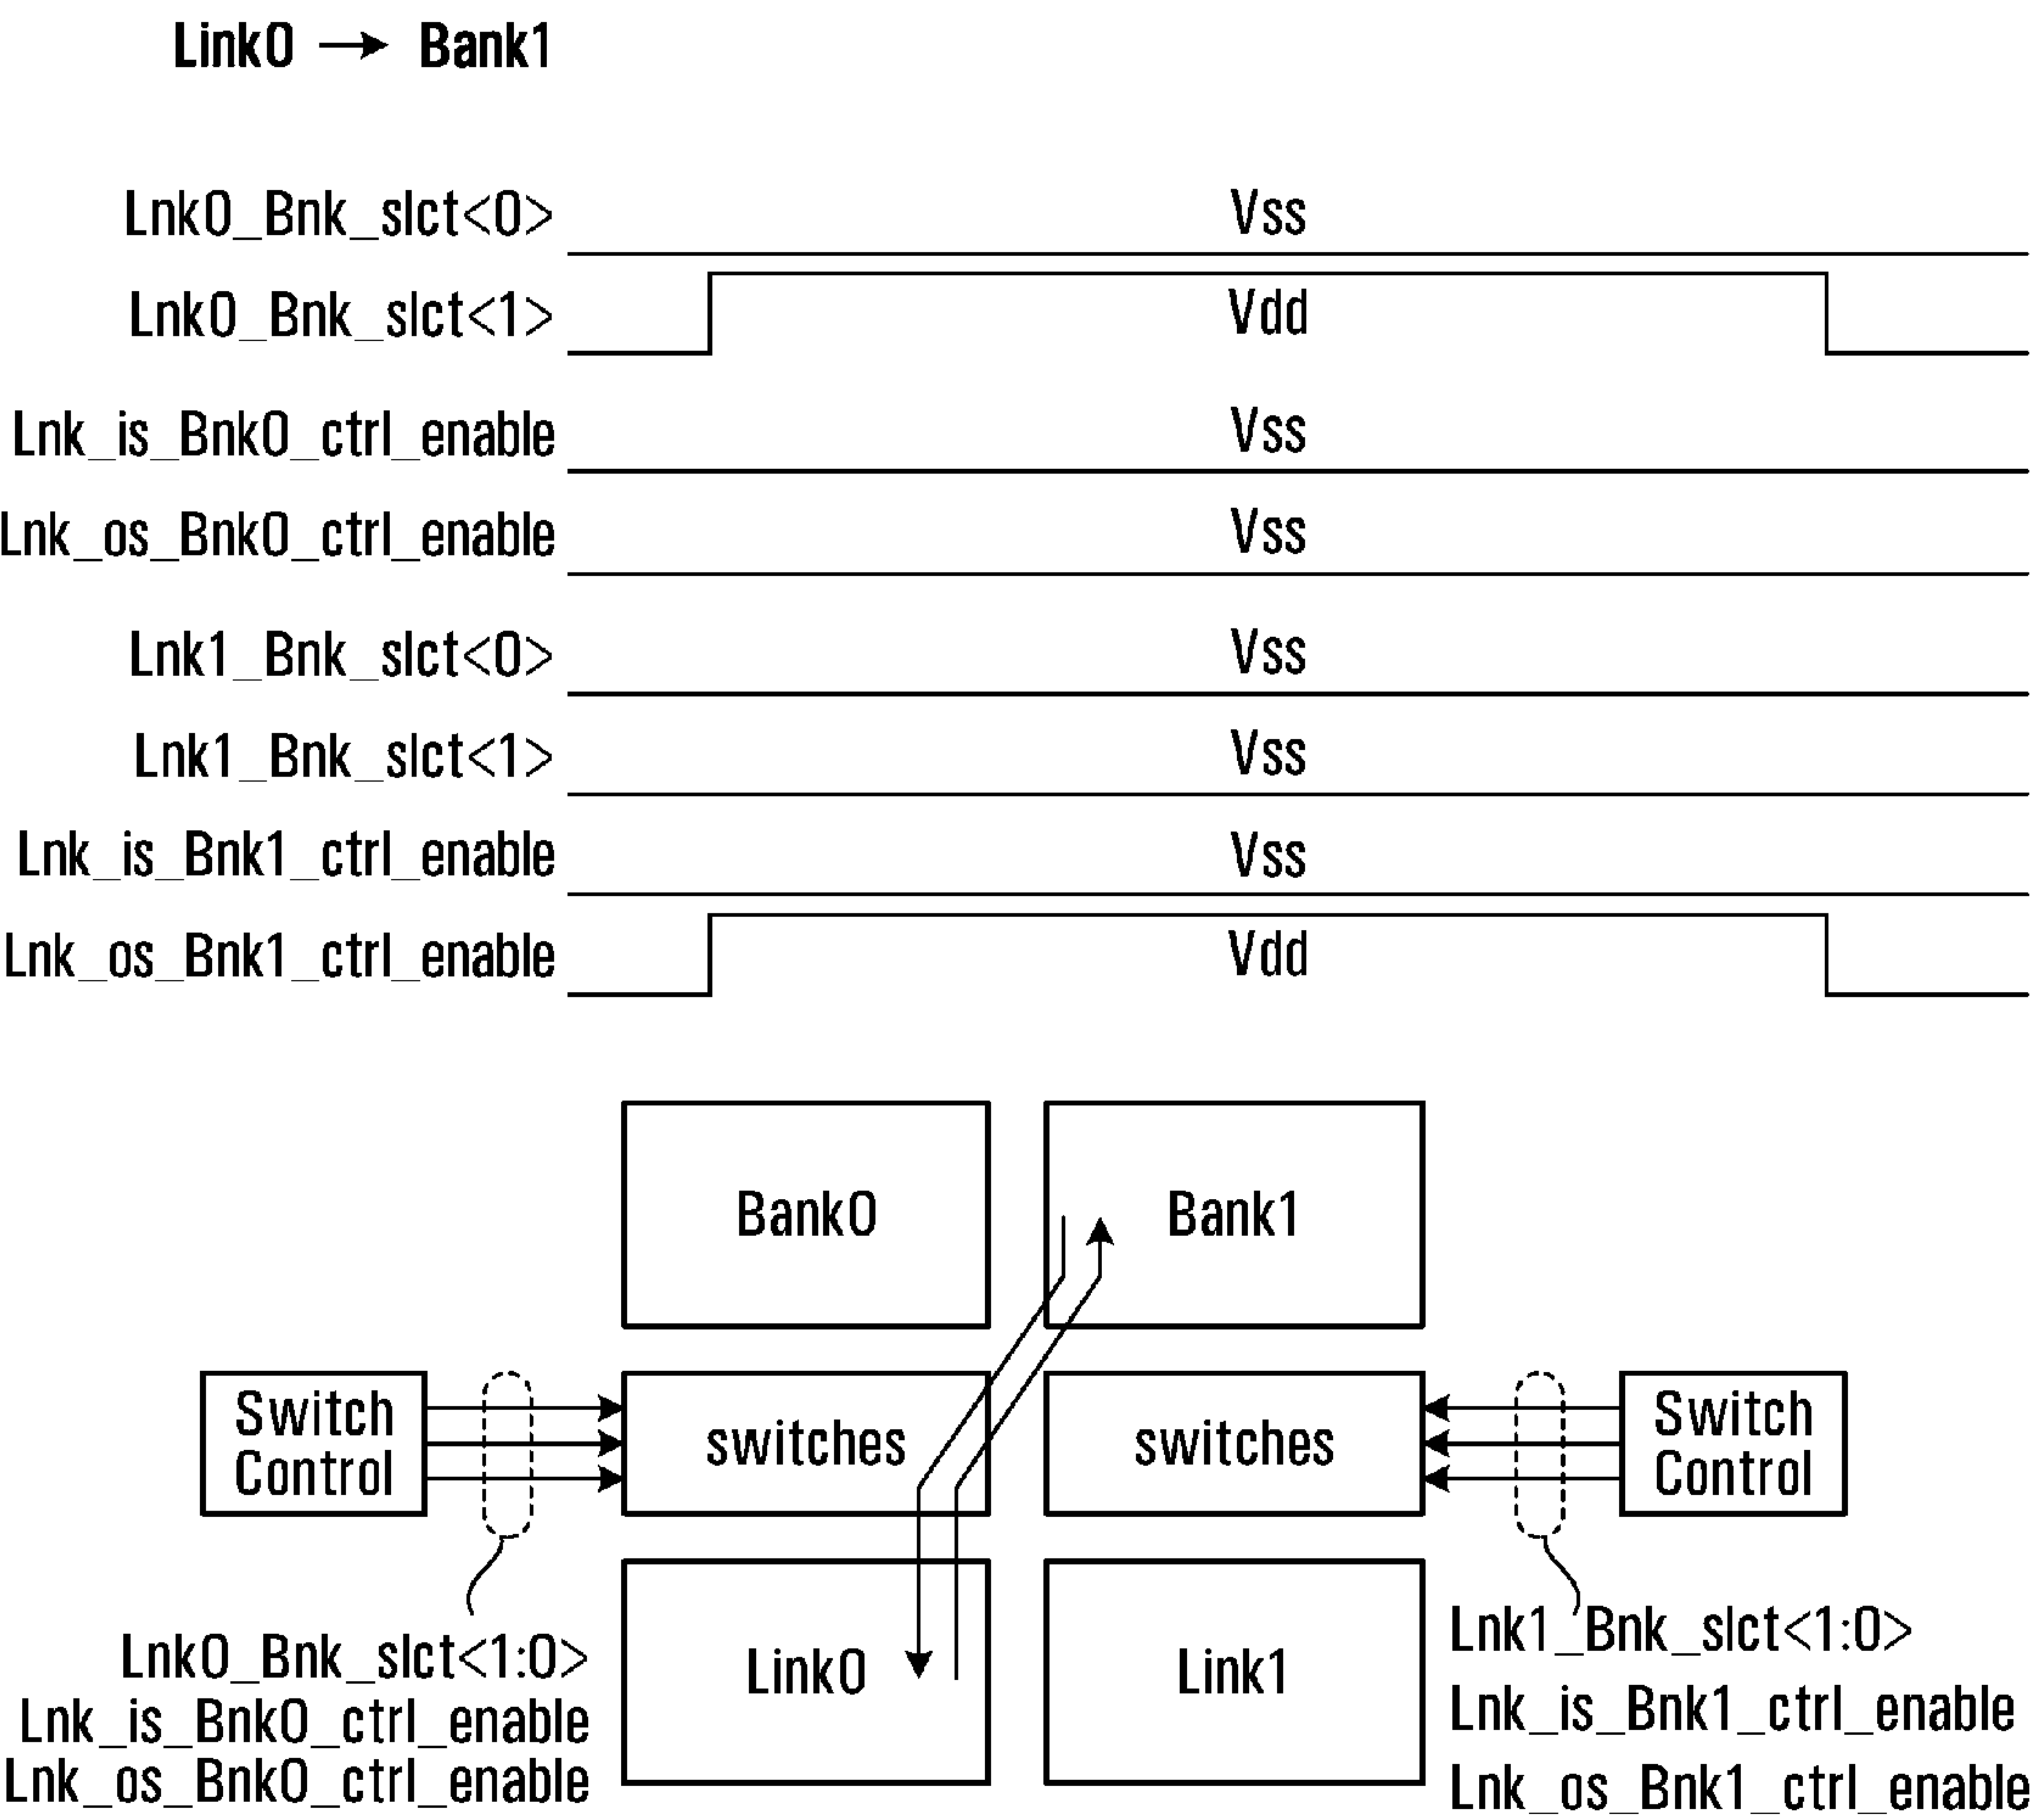 Link0 → Bank1
Lnk0_Bnk_slct<0>
Vss
Lnk0_Bnk_slct<1>
Vdd
Lnk_is_Bnk0_ctrl_enable
Vss
Lnk_os_Bnk0_ctrl_enable
Vss
Lnk1_Bnk_slct<0>
Vss
Lnk1_Bnk_slct<1>
Vss
Lnk_is_Bnk1_ctrl_enable
Vss
Lnk_os_Bnk1_ctrl_enable
Vdd
Bank0
Bank1
Switch
Control
switches
switches
Switch
Control
Link0
Link1
Lnk0_Bnk_slct<1:0>
Lnk_is_Bnk0_ctrl_enable
Lnk_os_Bnk0_ctrl_enable
Lnk1_Bnk_slct<1:0>
Lnk_is_Bnk1_ctrl_enable
Lnk_os_Bnk1_ctrl_enable